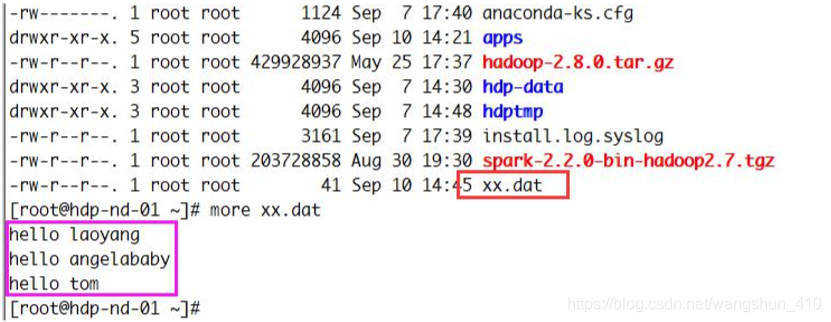 -rw-------. 1 root root 1124 Sep 7 17:40 anaconda-ks.cfg
drwxr-xr-x. 5 root root 4096 Sep 10 14:21 apps
-rw-r--r--. 1 root root 429928937 May 25 17:37 hadoop-2.8.0.tar.gz
drwxr-xr-x. 3 root root 4096 Sep 7 14:30 hdp-data
drwxr-xr-x. 3 root root 4096 Sep 7 14:48 hdptmp
-rw-r--r--. 1 root root 3161 Sep 7 17:39 install.log.syslog
-rw-r--r--. 1 root root 203728858 Aug 30 19:30 spark-2.2.0-bin-hadoop2.7.tgz
-rw-r--r--. 1 root root 41 Sep 10 14:45 xx.dat
[root@hdp-nd-01 ~]# more xx.dat
hello laoyang
hello angelababy
hello tom
[root@hdp-nd-01 ~]#
https://blog.csdn.net/wangshun_410